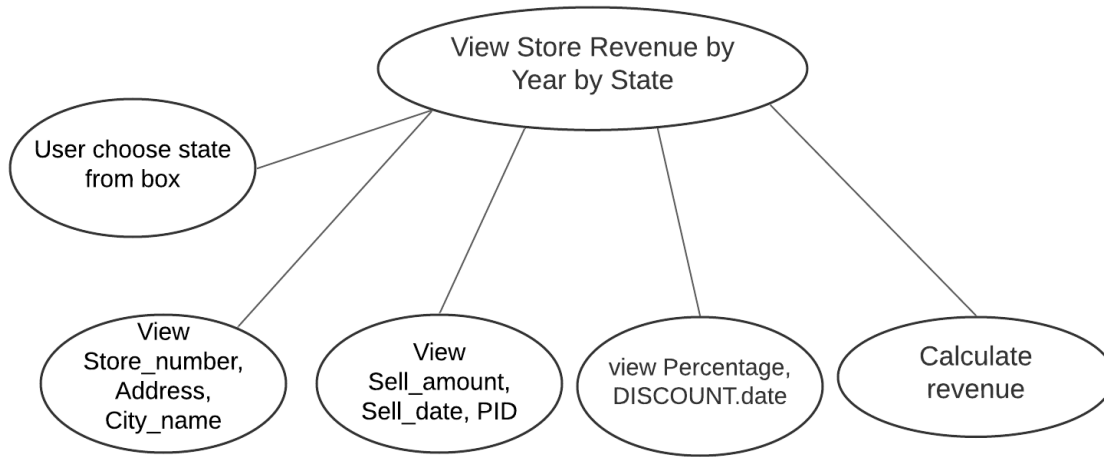 View Store Revenue by
Year by State
User choose state
from box
View
Store_number,
Address,
City_name
View
Sell_amount,
Sell_date, PID
view Percentage,
DISCOUNT.date
Calculate
revenue